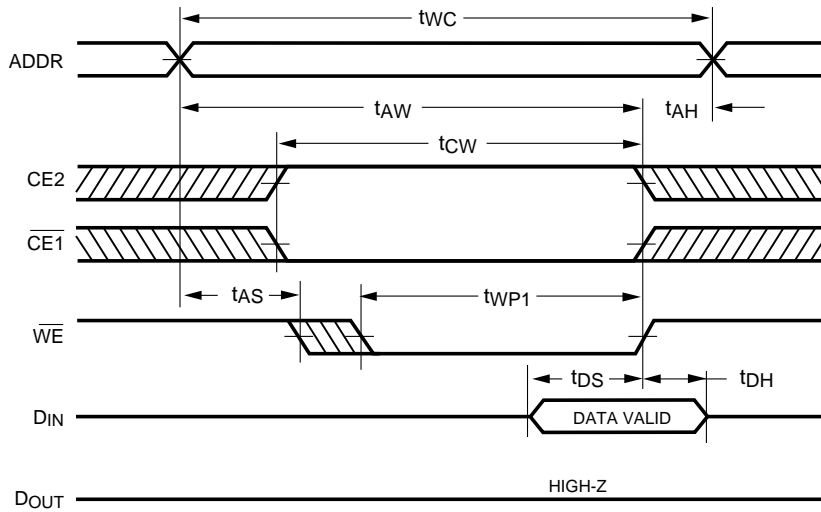 tWC
ADDR
tAW
tAH
tCW
CE2
CE1
tAS
tWP1
WE
tDS
tDH
DIN
DATA VALID
HIGH-Z
DOUT